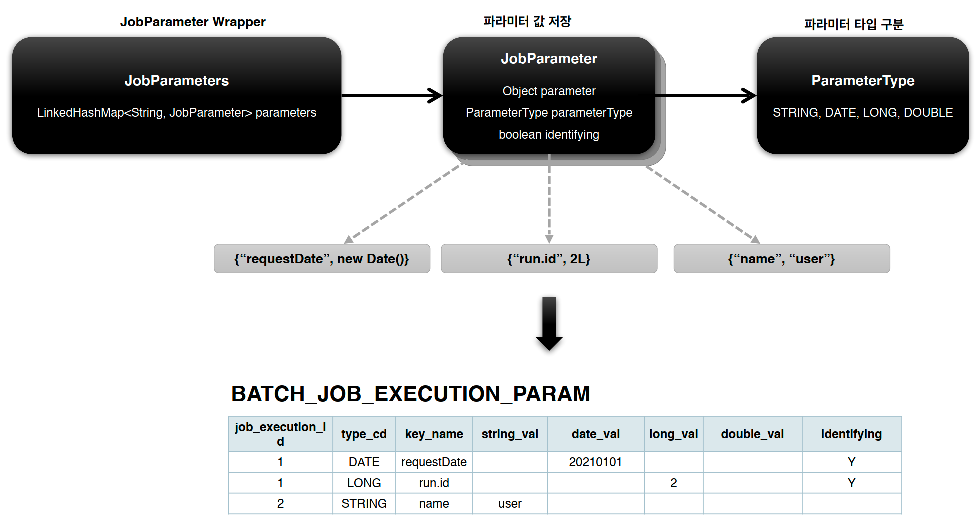 JobParameter Wrapper
파라미터 값 저장
파라미터 타입 구분
JobParameters
LinkedHashMap<String, JobParameter> parameters
JobParameter
Object parameter
ParameterType parameterType
boolean identifying
ParameterType
STRING, DATE, LONG, DOUBLE
{“requestDate”, new Date()}
{“run.id”, 2L}
{“name”, “user”}
BATCH_JOB_EXECUTION_PARAM
job_execution_id type_cd key_name string_val date_val long_val double_val identifying
1 DATE requestDate 20210101 Y
1 LONG run.id 2 Y
2 STRING name user